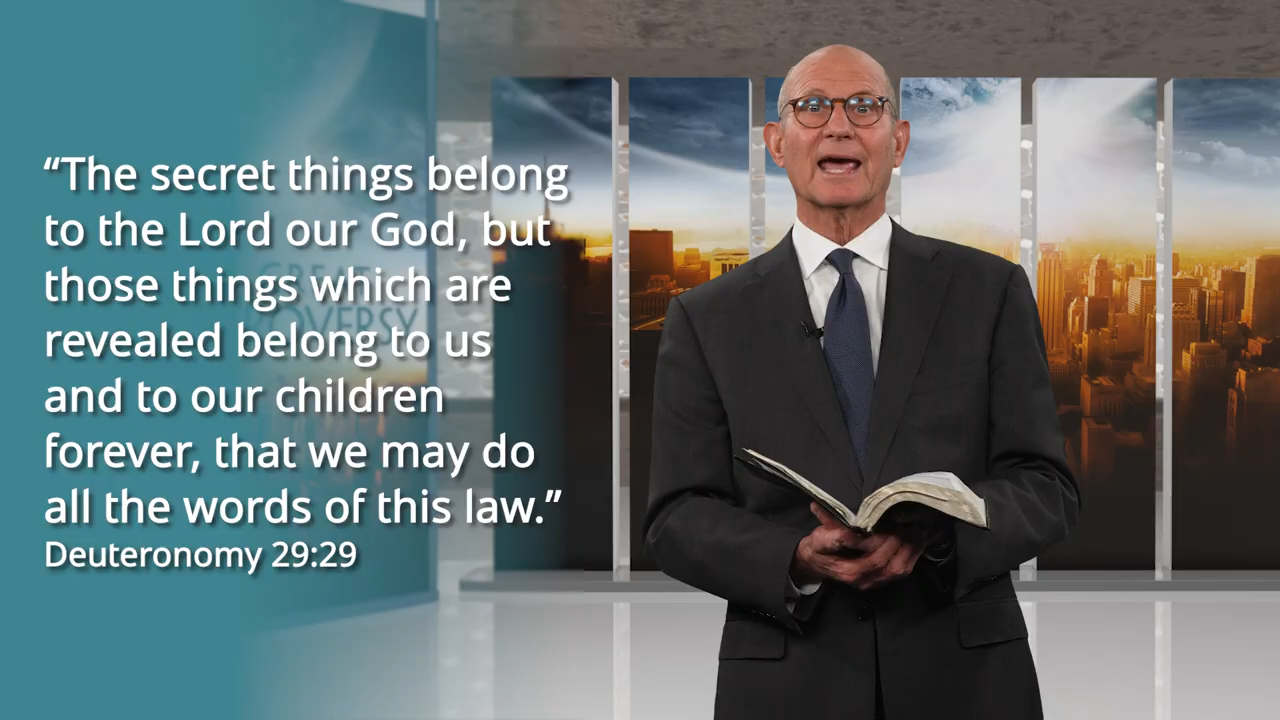 “The secret things belong
to the Lord our God, but
those things which are
revealed belong to us
and to our children
forever, that we may do
all the words of this law.”
Deuteronomy 29:29